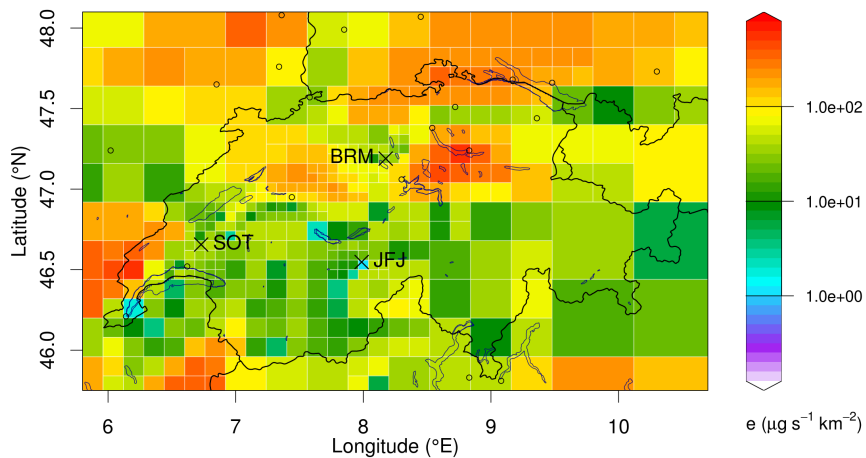 48.0
47.5
47.0
46.5
46.0
Latitude (°N)
BRM
SOT
JFJ
6
7
8
9
10
Longitude (°E)
1.0e+02
1.0e+01
1.0e+00
e (μg s⁻¹ km⁻²)